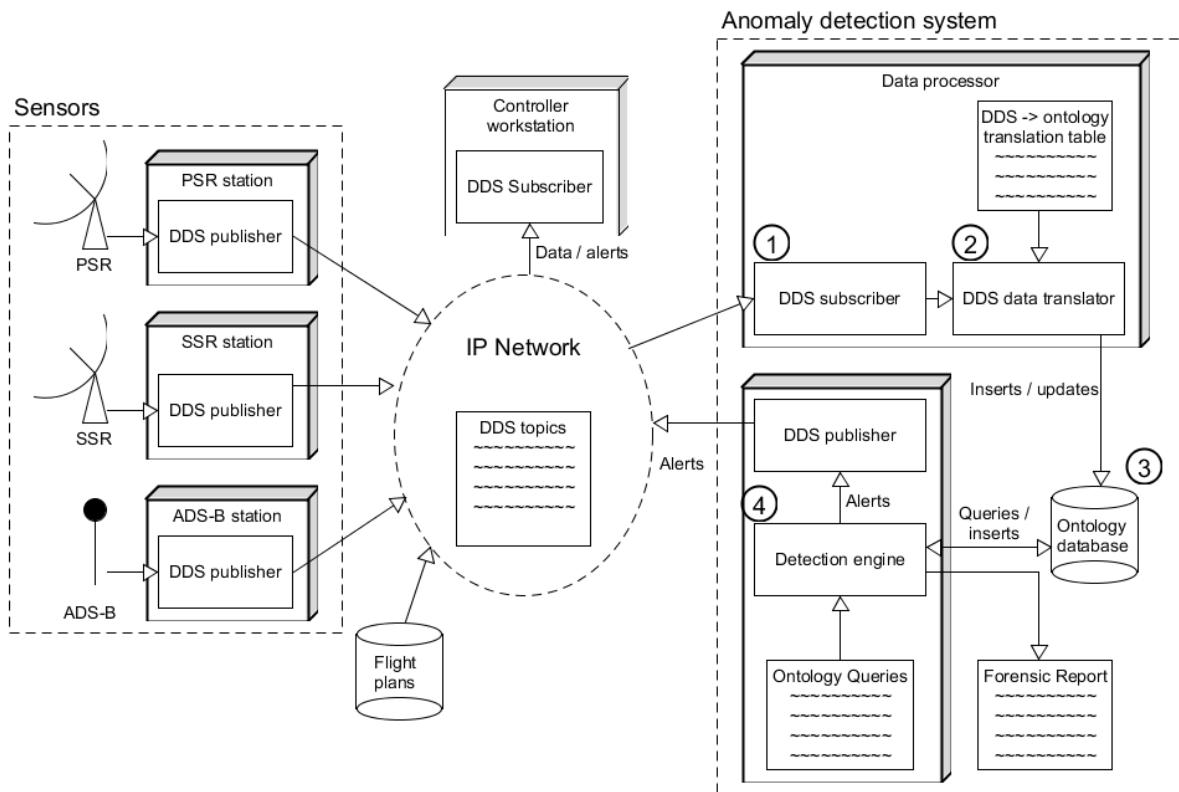 Anomaly detection system
Sensors
PSR station
DDS publisher
PSR
SSR station
DDS publisher
SSR
ADS-B station
DDS publisher
ADS-B
Controller
workstation
DDS Subscriber
Data / alerts
IP Network
DDS topics
~~~~~~~~~~
~~~~~~~~~~
~~~~~~~~~~
~~~~~~~~~~
Flight
plans
Data processor
DDS -> ontology
translation table
~~~~~~~~~~
~~~~~~~~~~
~~~~~~~~~~
1
DDS subscriber
2
DDS data translator
Inserts / updates
3
Ontology
database
DDS publisher
Alerts
Alerts
4
Detection engine
Queries /
inserts
Ontology Queries
~~~~~~~~~~
~~~~~~~~~~
~~~~~~~~~~
~~~~~~~~~~
Forensic Report
~~~~~~~~~~
~~~~~~~~~~
~~~~~~~~~~
~~~~~~~~~~